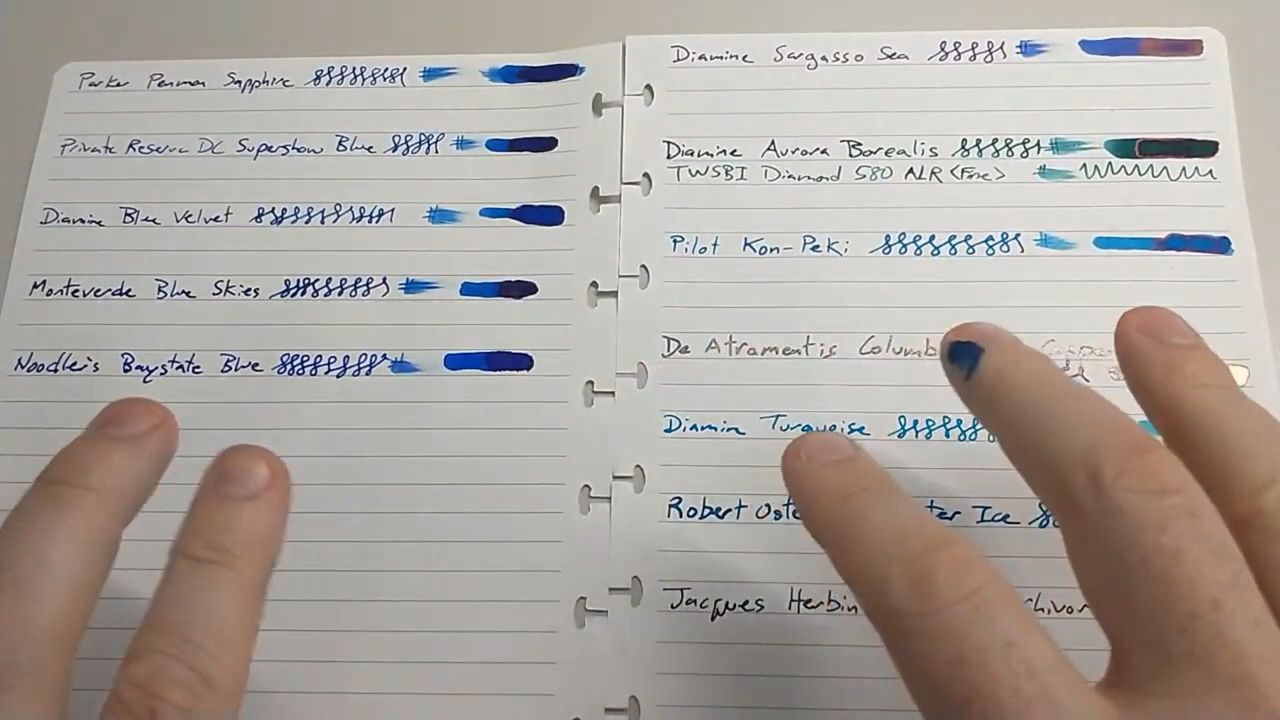 Parker Penman Sapphire
Private Reserve DC Supershow Blue
Diamine Blue Velvet
Monteverde Blue Skies
Noodler's Baystate Blue
Diamine Sargasso Sea
Diamine Aurora Borealis
TWSBI Diamond 580 ALR <Fine>
Pilot Kon-Peki
De Atramentis Columb
Diamin Turquoise
Robert Oste ter Ice
Jacques Herbin chivor